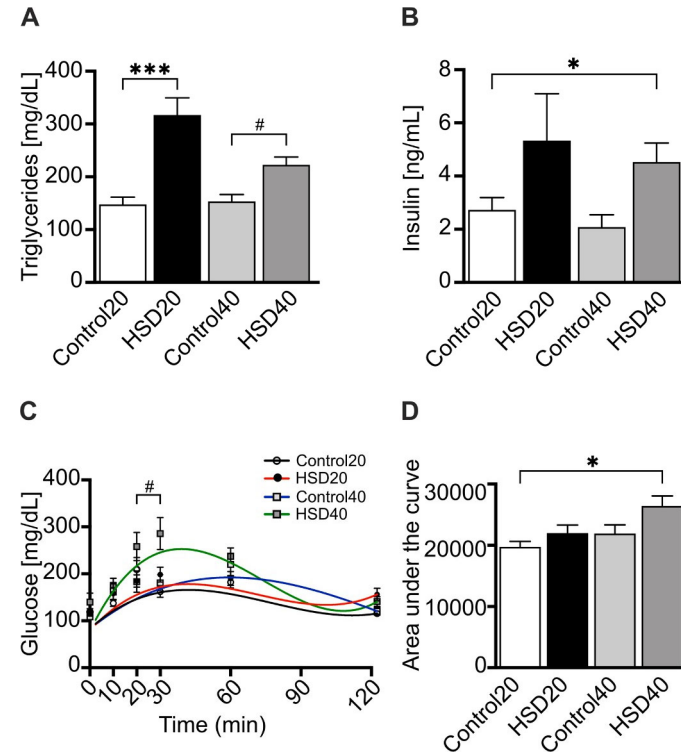 A
Triglycerides [mg/dL]
400
300
200
100
0
***
#
Control20
HSD20
Control40
HSD40
B
Insulin [ng/mL]
8
6
4
2
0
*
Control20
HSD20
Control40
HSD40
C
Glucose [mg/dL]
400
300
200
100
0
#
Control20
HSD20
Control40
HSD40
0
10
20
30
60
90
120
Time (min)
D
Area under the curve
30000
20000
10000
0
*
Control20
HSD20
Control40
HSD40